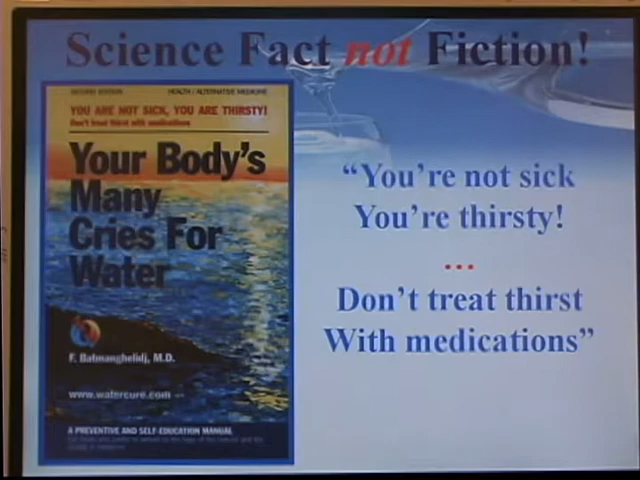 Science Fact not Fiction!
SECOND EDITION HEALTH / ALTERNATIVE MEDICINE
YOU ARE NOT SICK, YOU ARE THIRSTY!
Don't treat thirst with medications
Your Body's
Many
Cries For
Water
F. Batmanghelidj, M.D.
www.watercure.com
A PREVENTIVE AND SELF-EDUCATION MANUAL
“You're not sick
You're thirsty!
...
Don't treat thirst
With medications”